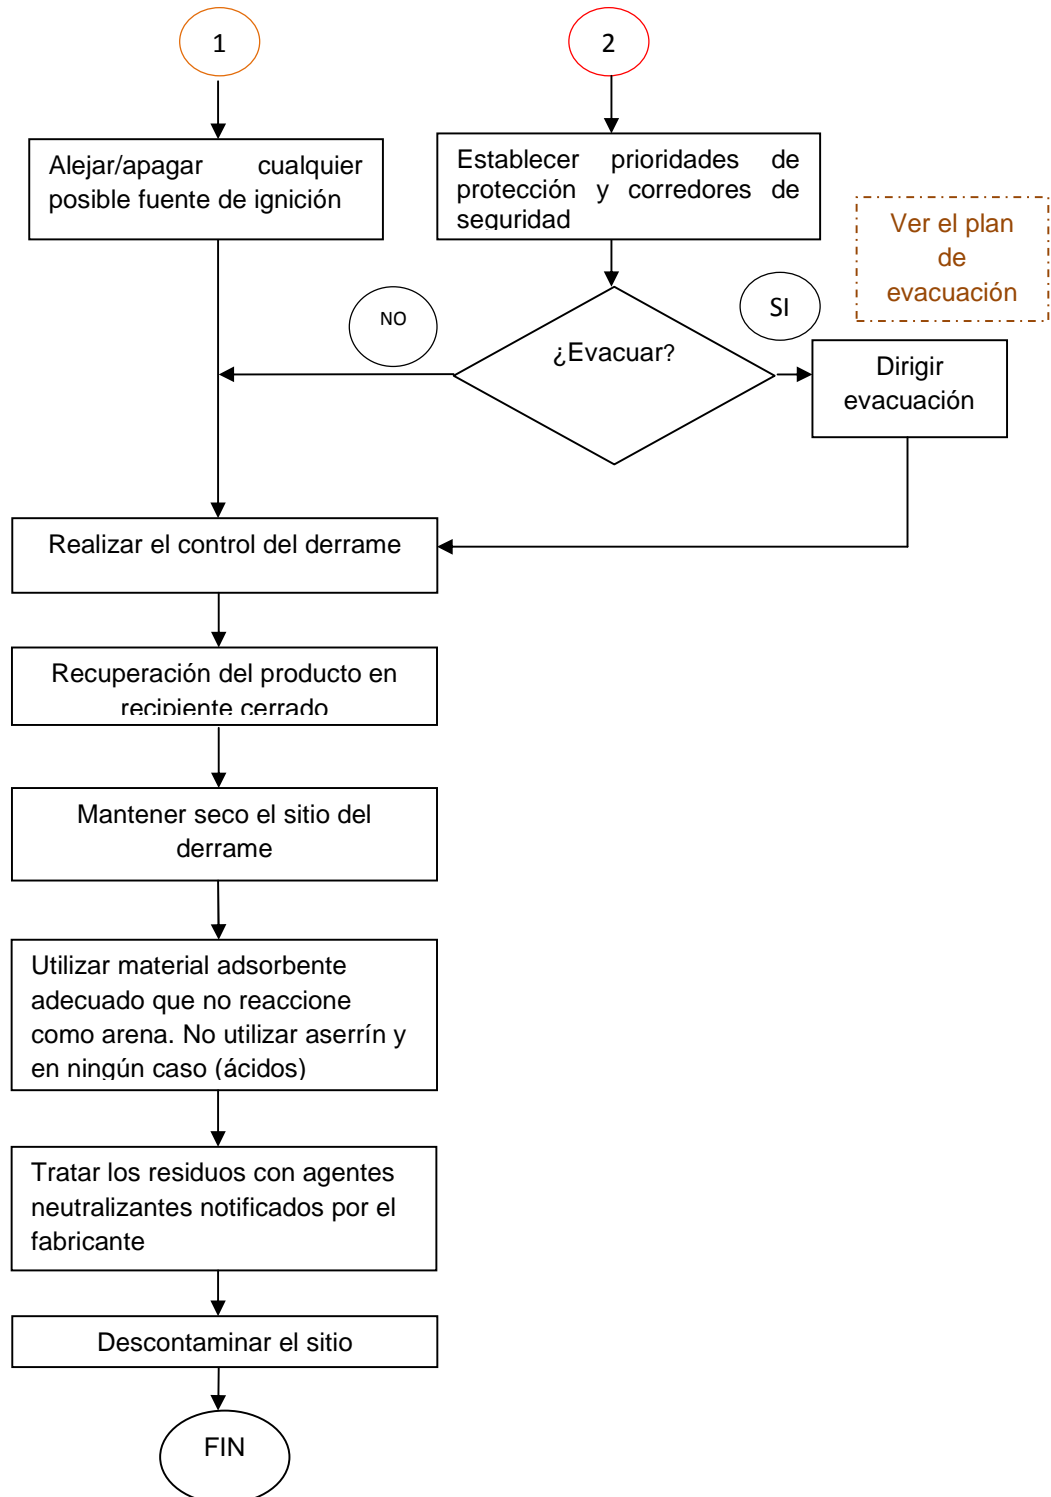 1
2
Alejar/apagar cualquier
posible fuente de ignición
Establecer prioridades de
protección y corredores de
seguridad
Ver el plan
de
evacuación
NO
SI
¿Evacuar?
Dirigir
evacuación
Realizar el control del derrame
Recuperación del producto en
recipiente cerrado
Mantener seco el sitio del
derrame
Utilizar material adsorbente
adecuado que no reaccione
como arena. No utilizar aserrín y
en ningún caso (ácidos)
Tratar los residuos con agentes
neutralizantes notificados por el
fabricante
Descontaminar el sitio
FIN